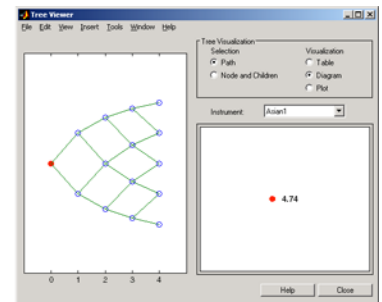 Tree Viewer
File Edit View Insert Tools Window Help
Tree Visualization
Selection Visualization
Path Table
Node and Children Diagram
Plot
Instrument: Asian1
4.74
0 1 2 3 4
Help Close